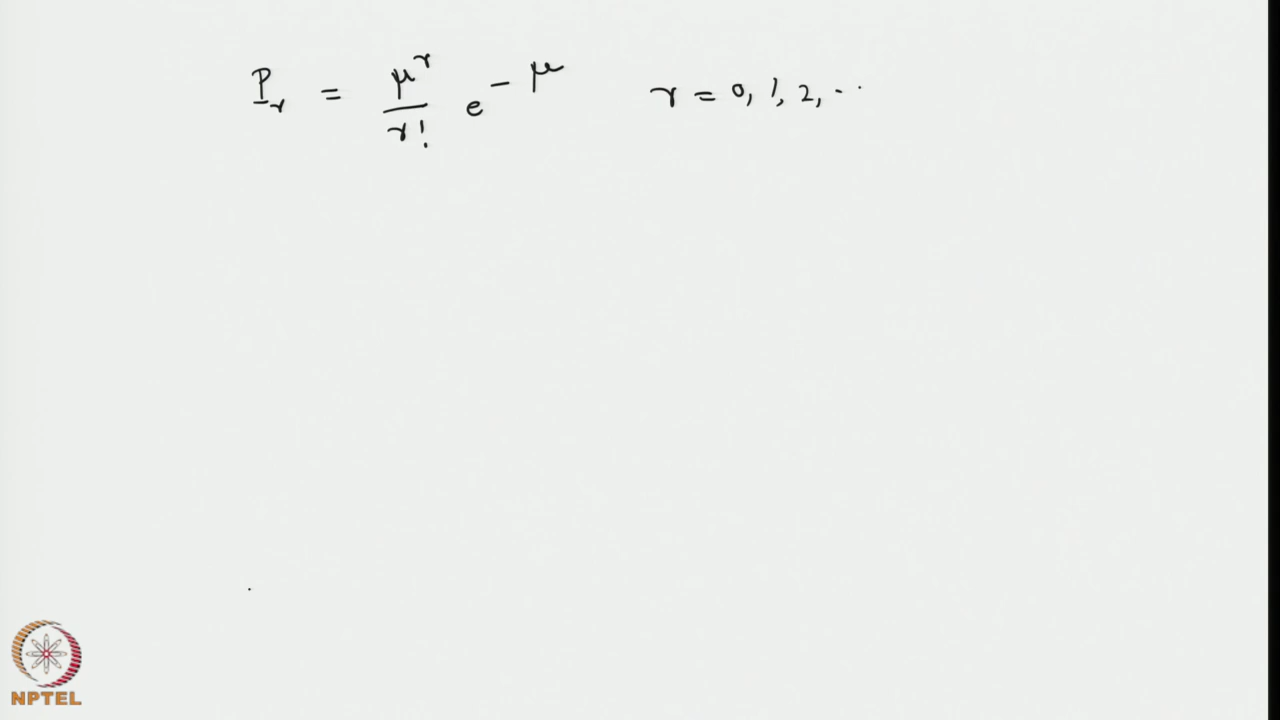 P_r = μ^r / r! e^{-μ} r = 0, 1, 2, ..
NPTEL